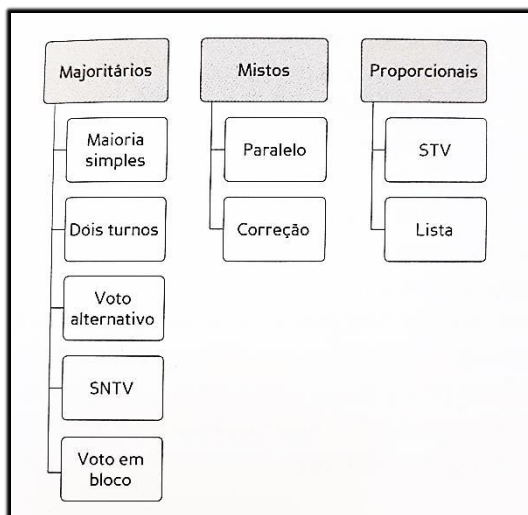 Majoritários
Maioria
simples
Dois turnos
Voto
alternativo
SNTV
Voto em
bloco
Mistos
Paralelo
Correção
Proporcionais
STV
Lista